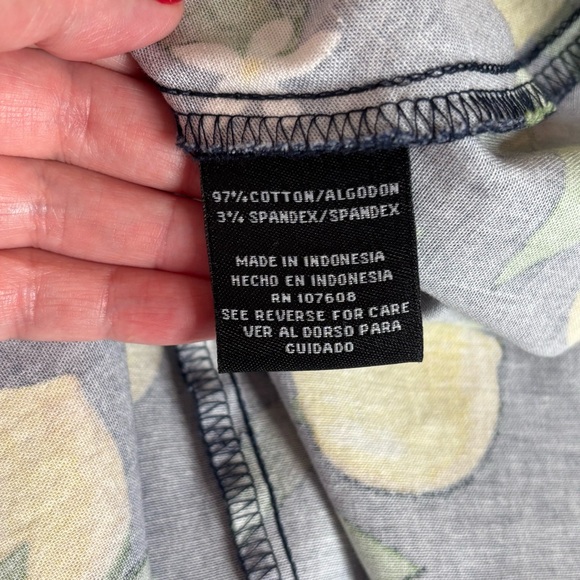 97% COTTON/ALGODON
3% SPANDEX/SPANDEX
MADE IN INDONESIA
HECHO EN INDONESIA
RN 107608
SEE REVERSE FOR CARE
VER AL DORSO PARA
CUIDADO